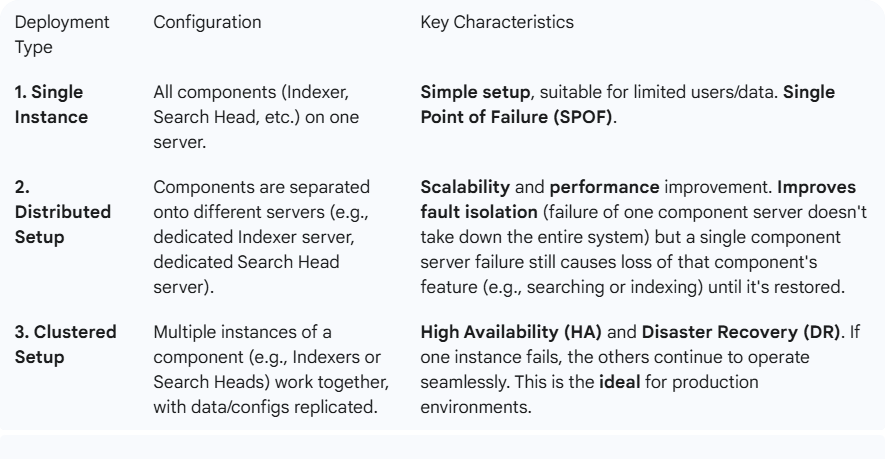 Deployment Type
Configuration
Key Characteristics
1. Single Instance
All components (Indexer,
Search Head, etc.) on one
server.
Simple setup, suitable for limited users/data. Single
Point of Failure (SPOF).
2.
Distributed
Setup
Components are separated
onto different servers (e.g.,
dedicated Indexer server,
dedicated Search Head
server).
Scalability and performance improvement. Improves
fault isolation (failure of one component server doesn't
take down the entire system) but a single component
server failure still causes loss of that component's
feature (e.g., searching or indexing) until it's restored.
3. Clustered
Setup
Multiple instances of a
component (e.g., Indexers or
Search Heads) work together,
with data/configs replicated.
High Availability (HA) and Disaster Recovery (DR). If
one instance fails, the others continue to operate
seamlessly. This is the ideal for production
environments.